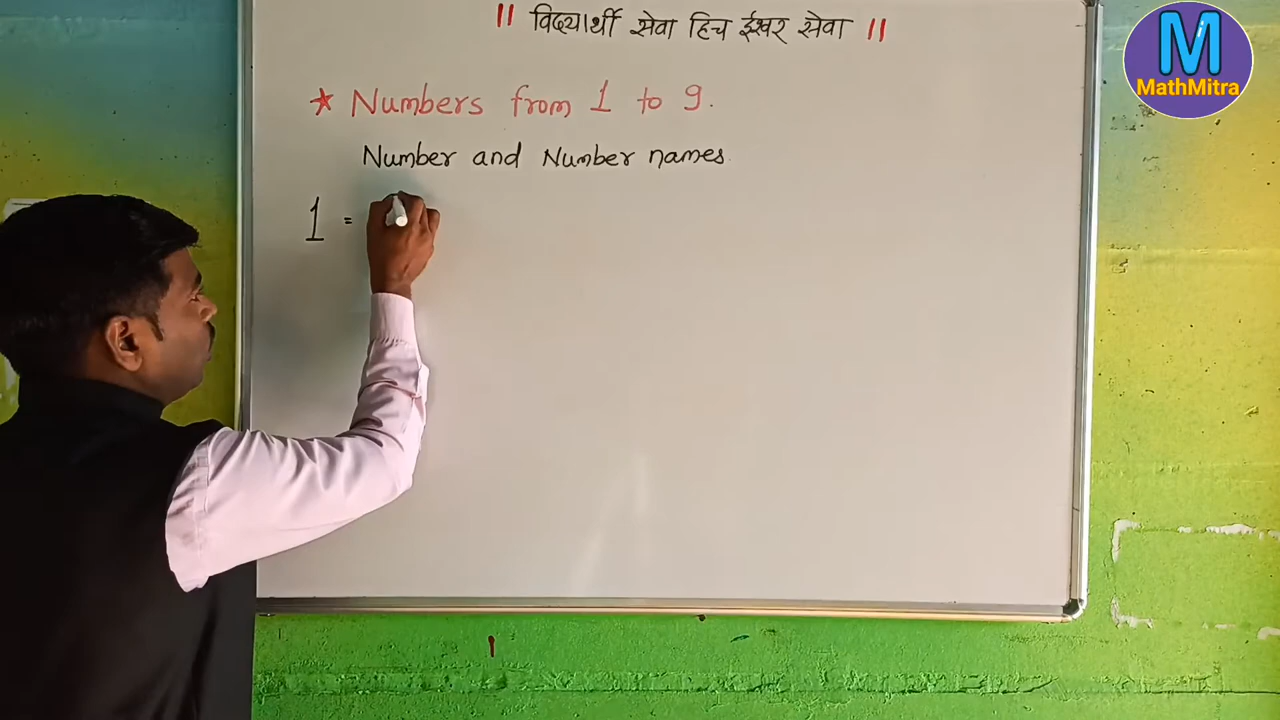 || विद्यार्थी सेवा हिच ईश्वर सेवा ||
M
MathMitra
★ Numbers from 1 to 9.
Number and Number names.
1 =